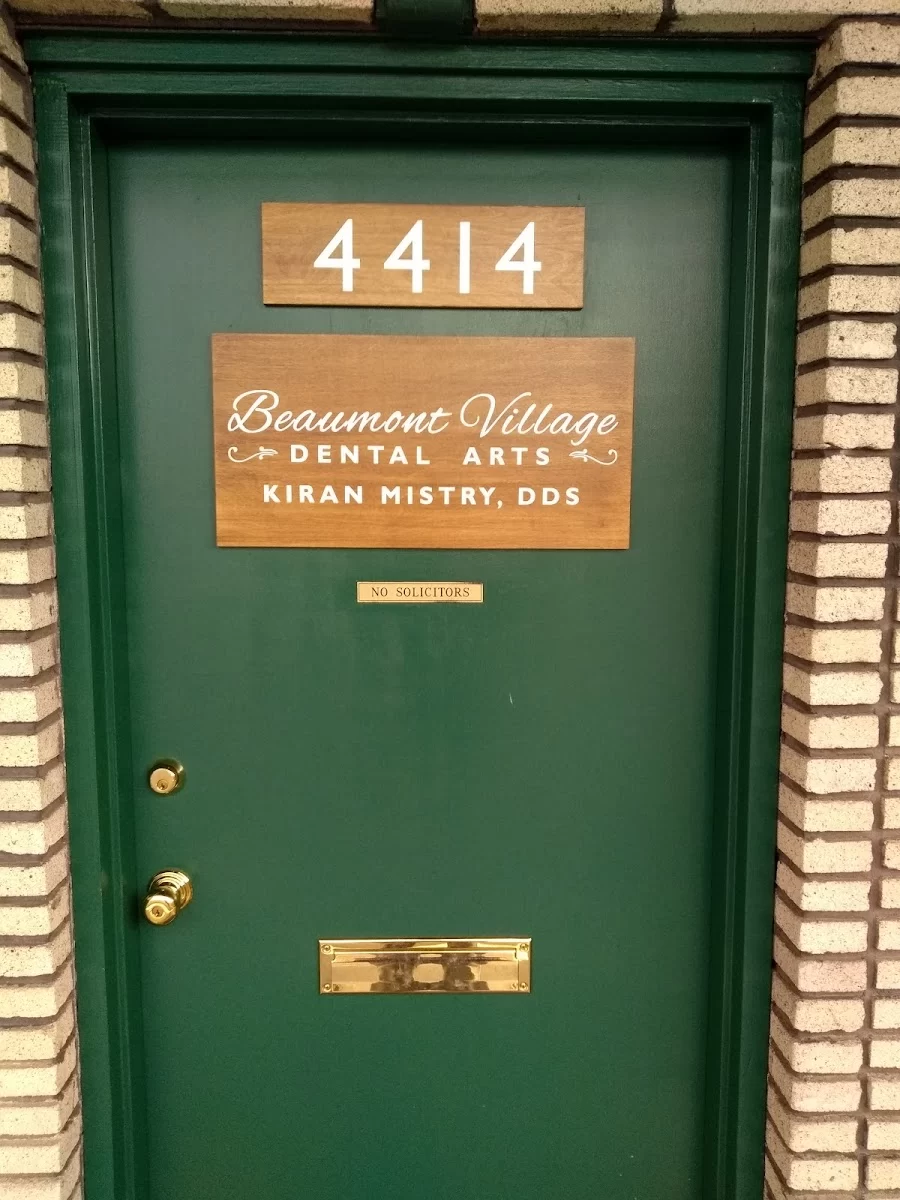 4414
Beaumont Village
DENTAL ARTS
KIRAN MISTRY, DDS
NO SOLICITORS